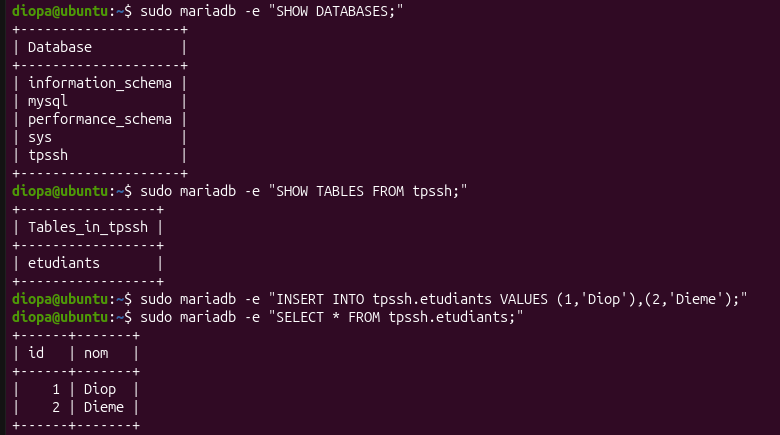 diopa@ubuntu:~$ sudo mariadb -e "SHOW DATABASES;"
+--------------------+
| Database           |
+--------------------+
| information_schema |
| mysql              |
| performance_schema |
| sys                |
| tpssh              |
+--------------------+
diopa@ubuntu:~$ sudo mariadb -e "SHOW TABLES FROM tpssh;"
+-----------------+
| Tables_in_tpssh |
+-----------------+
| etudiants       |
+-----------------+
diopa@ubuntu:~$ sudo mariadb -e "INSERT INTO tpssh.etudiants VALUES (1,'Diop'),(2,'Dieme');"
diopa@ubuntu:~$ sudo mariadb -e "SELECT * FROM tpssh.etudiants;"
+------+-------+
| id   | nom   |
+------+-------+
|    1 | Diop  |
|    2 | Dieme |
+------+-------+